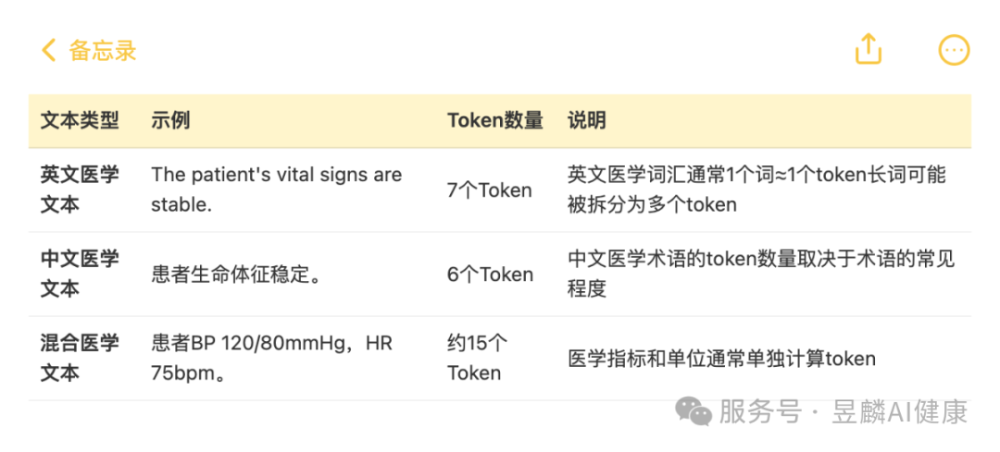 备忘录
文本类型 示例 Token数量 说明
英文医学文本 The patient's vital signs are stable. 7个Token 英文医学词汇通常1个词≈1个token长词可能被拆分为多个token
中文医学文本 患者生命体征稳定。 6个Token 中文医学术语的token数量取决于术语的常见程度
混合医学文本 患者BP 120/80mmHg，HR 75bpm。 约15个Token 医学指标和单位通常单独计算token
服务号 · 昱麟AI健康